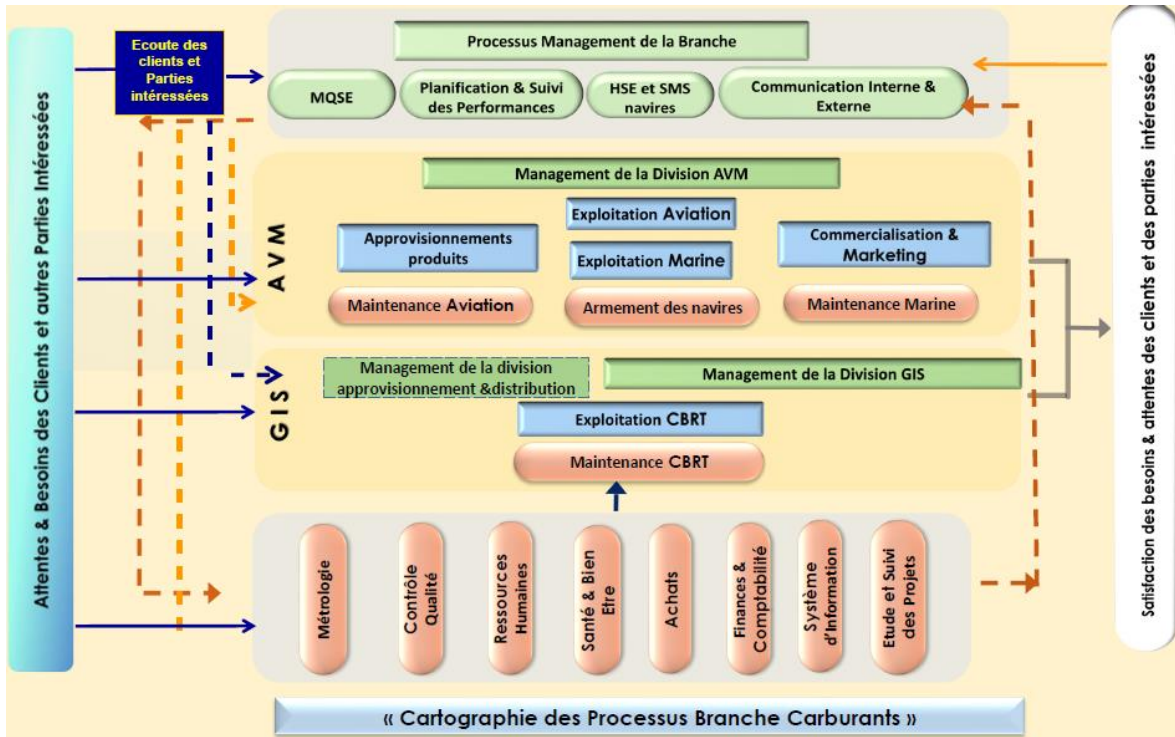 Attentes & Besoins des Clients et autres Parties Intéressées
Ecoute des
clients et
Parties
intéressées
Processus Management de la Branche
MQSE
Planification & Suivi
des Performances
HSE et SMS
navires
Communication Interne &
Externe
AVM
Management de la Division AVM
Approvisionnements
produits
Exploitation Aviation
Exploitation Marine
Commercialisation &
Marketing
Maintenance Aviation
Armement des navires
Maintenance Marine
GIS
Management de la division
approvisionnement &distribution
Management de la Division GIS
Exploitation CBRT
Maintenance CBRT
Métrologie
Contrôle
Qualité
Ressources
Humaines
Santé & Bien
Etre
Achats
Finances &
Comptabilité
Système
d'Information
Etude et Suivi
des Projets
« Cartographie des Processus Branche Carburants »
Satisfaction des besoins & attentes des clients et des parties intéressées